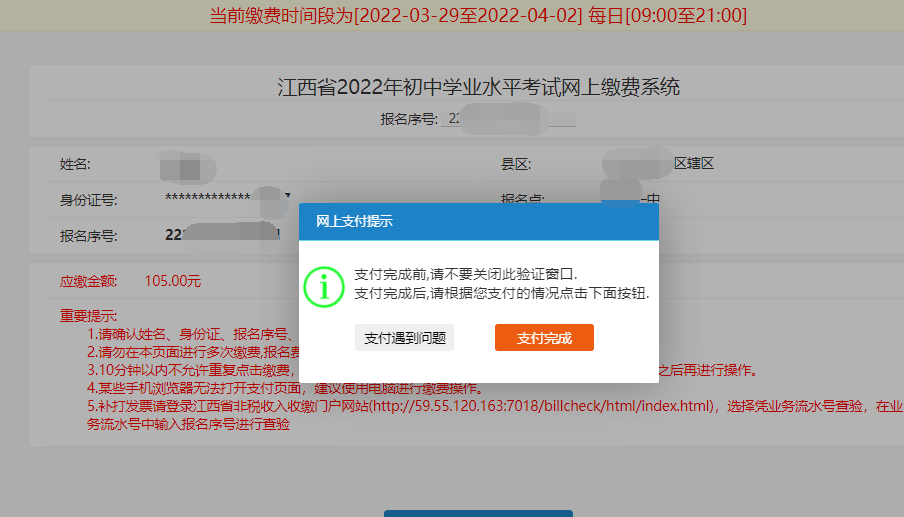 当前缴费时间段为[2022-03-29至2022-04-02] 每日[09:00至21:00]
江西省2022年初中学业水平考试网上缴费系统
报名序号: 22
姓名:
县区: 区辖区
身份证号: *************
报名点: 一中
报名序号: 22
网上支付提示
支付完成前,请不要关闭此验证窗口.
支付完成后,请根据您支付的情况点击下面按钮.
支付遇到问题 支付完成
应缴金额: 105.00元
重要提示:
1.请确认姓名、身份证、报名序号、
2.请勿在本页面进行多次缴费,报名费
3.10分钟以内不允许重复点击缴费, 之后再进行操作。
4.某些手机浏览器无法打开支付页面，建议使用电脑进行缴费操作。
5.补打发票请登录江西省非税收入收缴门户网站(http://59.55.120.163:7018/billcheck/html/index.html)，选择凭业务流水号查验，在业
务流水号中输入报名序号进行查验